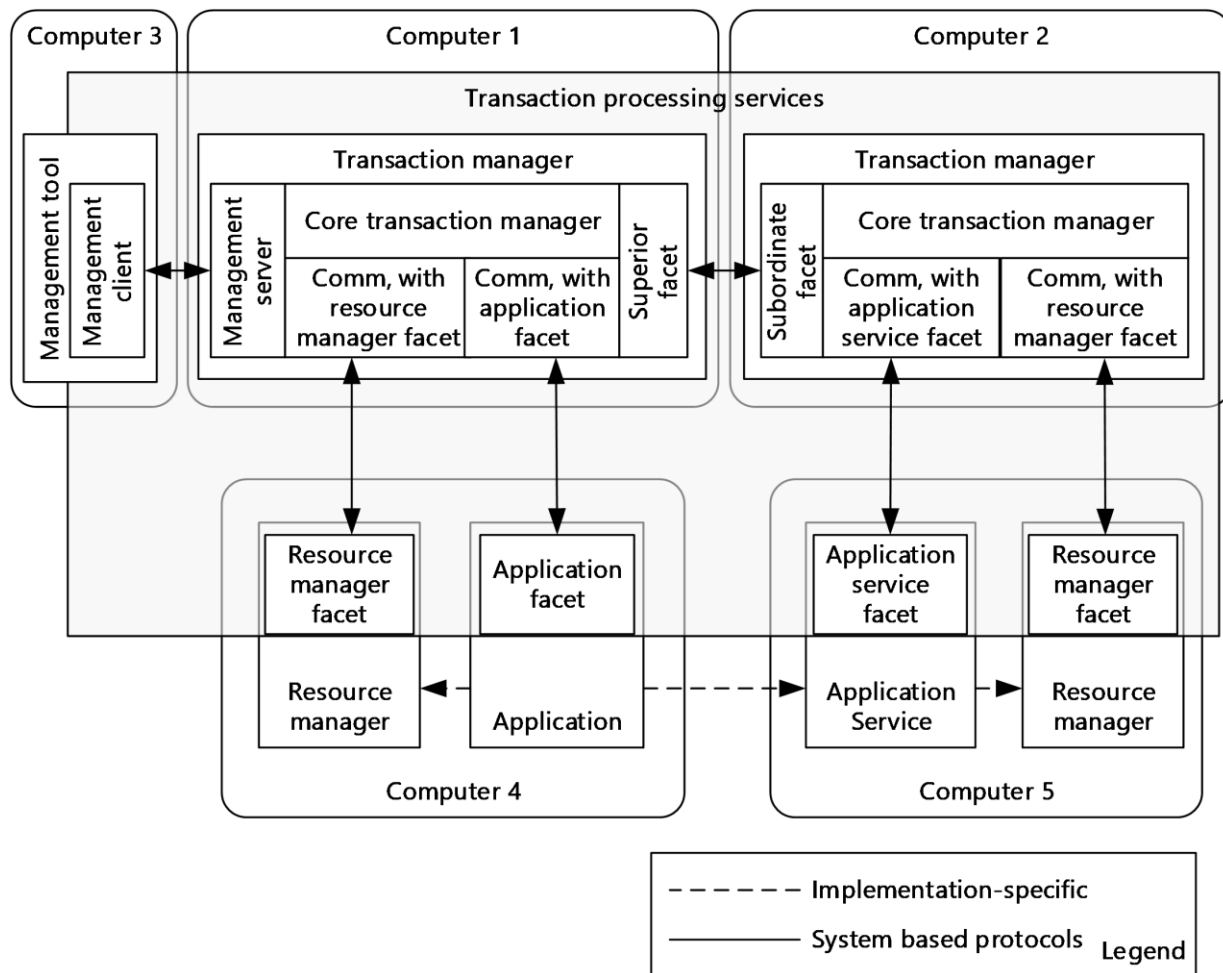 Computer 3
Computer 1
Computer 2
Transaction processing services
Management tool
Management
client
Transaction manager
Management
server
Core transaction manager
Comm, with
resource
manager facet
Comm, with
application
facet
Superior
facet
Transaction manager
Subordinate
facet
Core transaction manager
Comm, with
application
service facet
Comm, with
resource
manager facet
Resource
manager
facet
Application
facet
Application
service
facet
Resource
manager
facet
Resource
manager
Application
Application
Service
Resource
manager
Computer 4
Computer 5
Implementation-specific
System based protocols
Legend